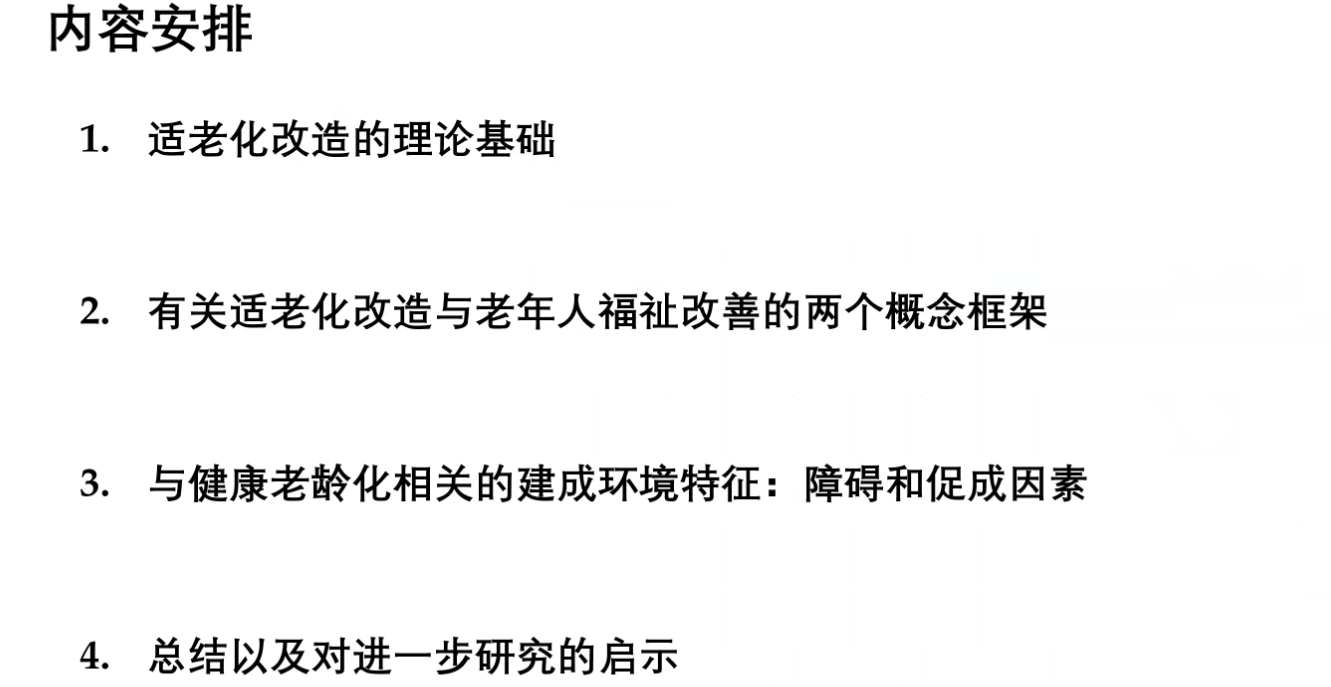 内容安排
1. 适老化改造的理论基础
2. 有关适老化改造与老年人福祉改善的两个概念框架
3. 与健康老龄化相关的建成环境特征：障碍和促成因素
4. 总结以及对进一步研究的启示